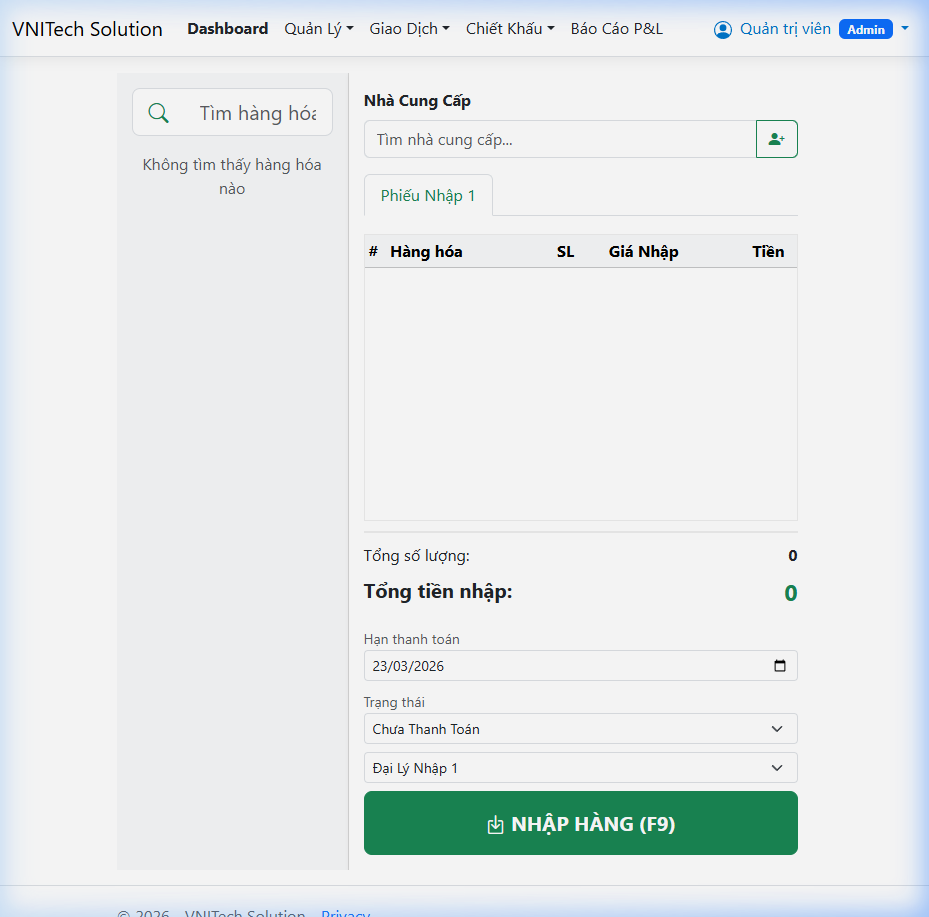 VNITech Solution Dashboard Quản Lý Giao Dịch Chiết Khấu Báo Cáo P&L Quản trị viên Admin
Tìm hàng hóa
Không tìm thấy hàng hóa
nào
Nhà Cung Cấp
Tìm nhà cung cấp...
Phiếu Nhập 1
# Hàng hóa SL Giá Nhập Tiền
Tổng số lượng: 0
Tổng tiền nhập: 0
Hạn thanh toán
23/03/2026
Trạng thái
Chưa Thanh Toán
Đại Lý Nhập 1
NHẬP HÀNG (F9)
© 2026 - VNITech Solution - Privacy